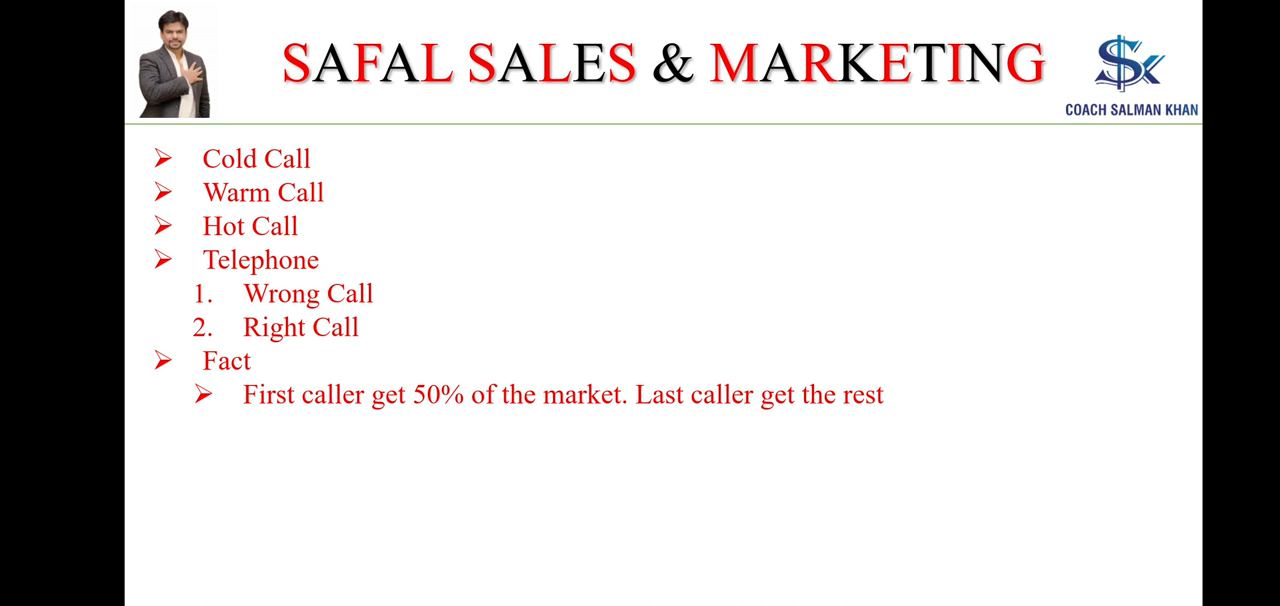 SAFAL SALES & MARKETING
COACH SALMAN KHAN
➢ Cold Call
➢ Warm Call
➢ Hot Call
➢ Telephone
1. Wrong Call
2. Right Call
➢ Fact
➢ First caller get 50% of the market. Last caller get the rest